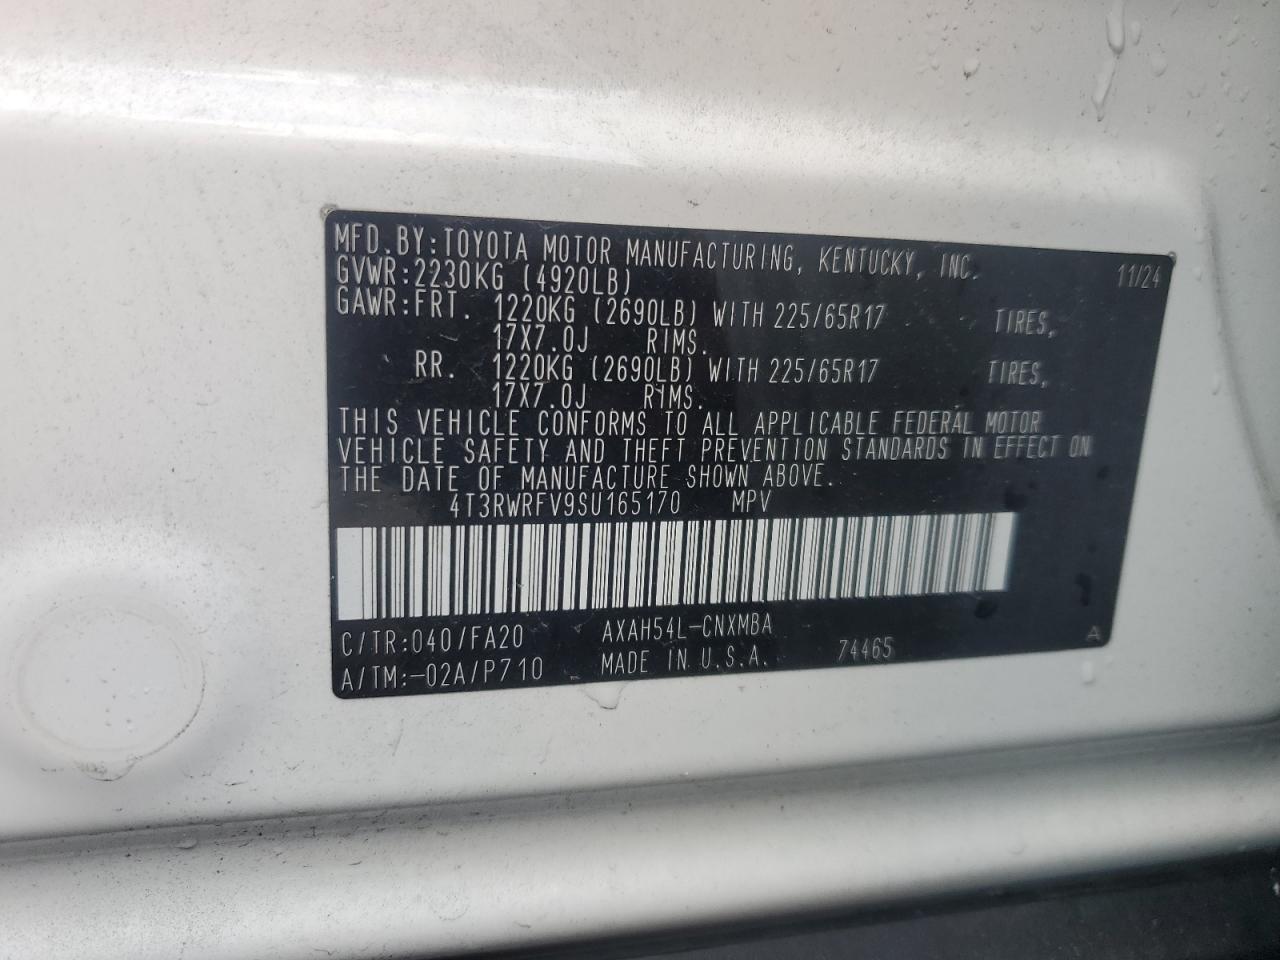 MFD.BY:TOYOTA MOTOR MANUFACTURING, KENTUCKY, INC. 11/24
GVWR:2230KG (4920LB)
GAWR:FRT. 1220KG (2690LB) WITH 225/65R17 TIRES,
17X7.0J RIMS.
RR. 1220KG (2690LB) WITH 225/65R17 TIRES,
17X7.0J RIMS.
THIS VEHICLE CONFORMS TO ALL APPLICABLE FEDERAL MOTOR
VEHICLE SAFETY AND THEFT PREVENTION STANDARDS IN EFFECT ON
THE DATE OF MANUFACTURE SHOWN ABOVE.
4T3RWRFV9SU165170 MPV
C/TR:040/FA20 AXAH54L-CNXMBA A
A/TM:-02A/P710 MADE IN U.S.A. 74465